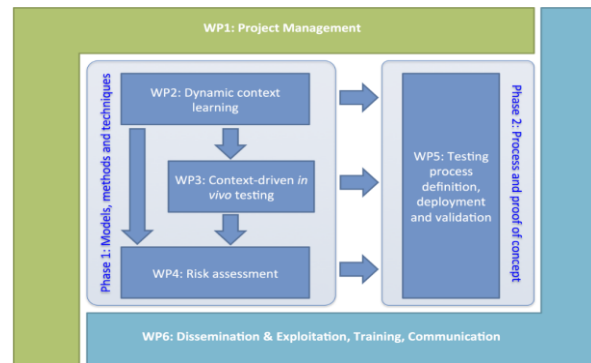 WP1: Project Management
Phase 1: Models, methods and techniques
WP2: Dynamic context
learning
WP3: Context-driven in
vivo testing
WP4: Risk assessment
WP5: Testing
process
definition,
deployment
and validation
Phase 2: Process and proof of concept
WP6: Dissemination & Exploitation, Training, Communication